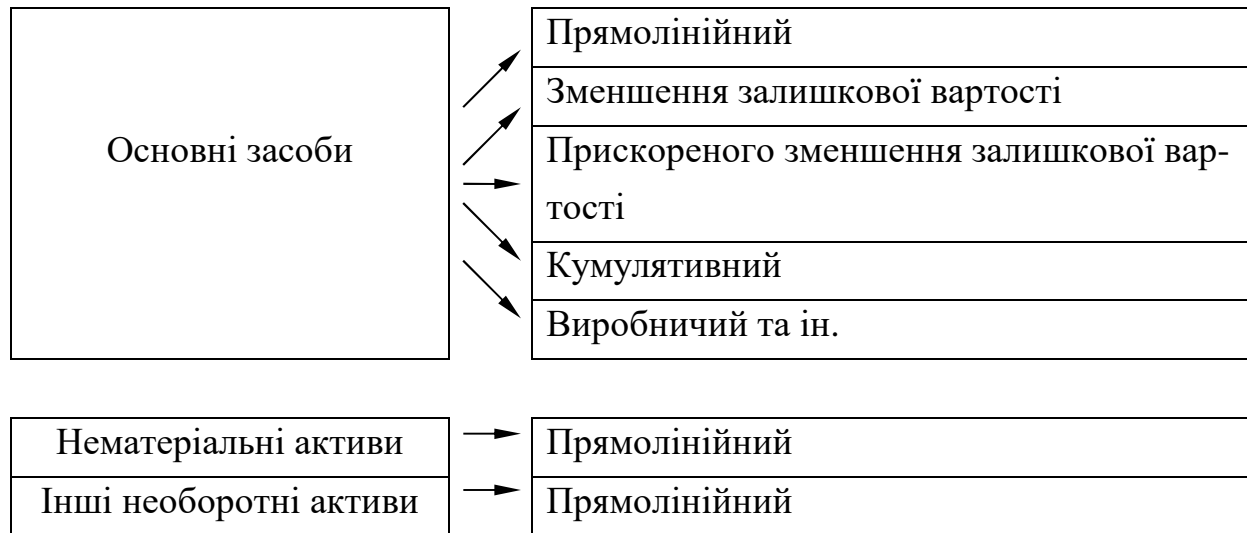 Основні засоби
Прямолінійний
Зменшення залишкової вартості
Прискореного зменшення залишкової вар-
тості
Кумулятивний
Виробничий та ін.
Нематеріальні активи
Прямолінійний
Інші необоротні активи
Прямолінійний